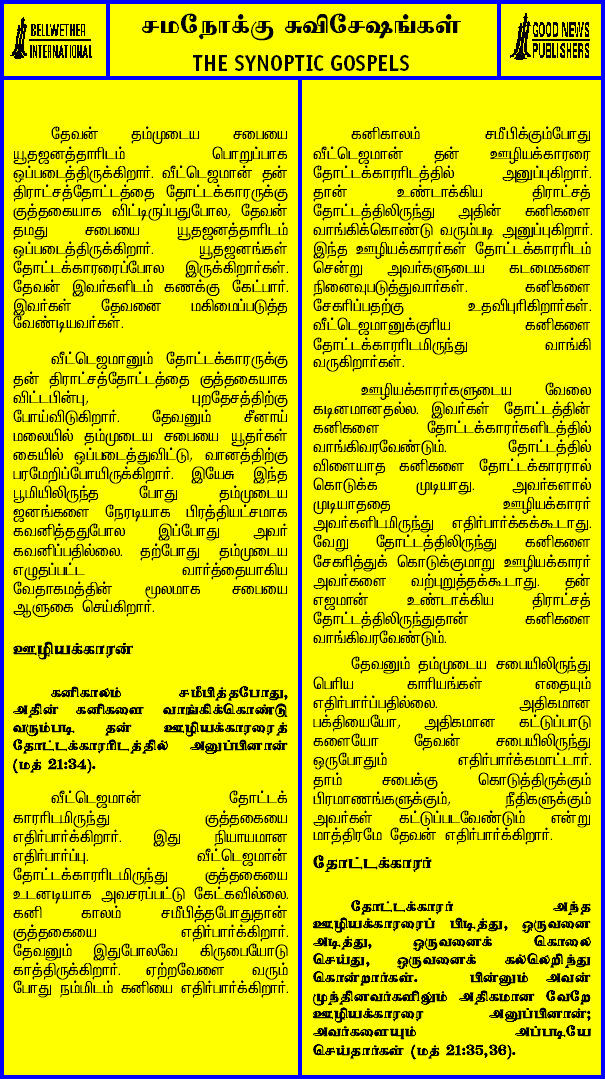 BELLWETHER
INTERNATIONAL
சமநோக்கு சுவிசேஷங்கள்
THE SYNOPTIC GOSPELS
GOOD NEWS
PUBLISHERS
தேவன் தம்முடைய சபையை
யூதஜனத்தாரிடம் பொறுப்பாக
ஒப்படைத்திருக்கிறார். வீட்டெஜமான் தன்
திராட்சத்தோட்டத்தை தோட்டக்காரருக்கு
குத்தகையாக விட்டிருப்பதுபோல, தேவன்
தமது சபையை யூதஜனத்தாரிடம்
ஒப்படைத்திருக்கிறார். யூதஜனங்கள்
தோட்டக்காரரைப்போல இருக்கிறார்கள்.
தேவன் இவர்களிடம் கணக்கு கேட்பார்.
இவர்கள் தேவனை மகிமைப்படுத்த
வேண்டியவர்கள்.
வீட்டெஜமானும் தோட்டக்காரருக்கு
தன் திராட்சத்தோட்டத்தை குத்தகையாக
விட்டபின்பு, புறதேசத்திற்கு
போய்விடுகிறார். தேவனும் சீனாய்
மலையில் தம்முடைய சபையை யூதர்கள்
கையில் ஒப்படைத்துவிட்டு, வானத்திற்கு
பரமேறிப்போயிருக்கிறார். இயேசு இந்த
பூமியிலிருந்த போது தம்முடைய
ஜனங்களை நேரடியாக பிரத்தியட்சமாக
கவனித்ததுபோல இப்போது அவர்
கவனிப்பதில்லை. தற்போது தம்முடைய
எழுதப்பட்ட வார்த்தையாகிய
வேதாகமத்தின் மூலமாக சபையை
ஆளுகை செய்கிறார்.
ஊழியக்காரன்
கனிகாலம் சமீபித்தபோது,
அதின் கனிகளை வாங்கிக்கொண்டு
வரும்படி தன் ஊழியக்காரரைத்
தோட்டக்காரரிடத்தில் அனுப்பினான்
(மத் 21:34).
வீட்டெஜமான் தோட்டக்
காரரிடமிருந்து குத்தகையை
எதிர்பார்க்கிறார். இது நியாயமான
எதிர்பார்ப்பு. வீட்டெஜமான்
தோட்டக்காரரிடமிருந்து குத்தகையை
உடனடியாக அவசரப்பட்டு கேட்கவில்லை.
கனி காலம் சமீபித்தபோதுதான்
குத்தகையை எதிர்பார்க்கிறார்.
தேவனும் இதுபோலவே கிருபையோடு
காத்திருக்கிறார். ஏற்றவேளை வரும்
போது நம்மிடம் கனியை எதிர்பார்க்கிறார்.
கனிகாலம் சமீபிக்கும்போது
வீட்டெஜமான் தன் ஊழியக்காரரை
தோட்டக்காரரிடத்தில் அனுப்புகிறார்.
தான் உண்டாக்கிய திராட்சத்
தோட்டத்திலிருந்து அதின் கனிகளை
வாங்கிக்கொண்டு வரும்படி அனுப்புகிறார்.
இந்த ஊழியக்காரர்கள் தோட்டக்காரரிடம்
சென்று அவர்களுடைய கடமைகளை
நினைவுபடுத்துவார்கள். கனிகளை
சேகரிப்பதற்கு உதவிபுரிகிறார்கள்.
வீட்டெஜமானுக்குரிய கனிகளை
தோட்டக்காரரிடமிருந்து வாங்கி
வருகிறார்கள்.
ஊழியக்காரர்களுடைய வேலை
கடினமானதல்ல. இவர்கள் தோட்டத்தின்
கனிகளை தோட்டக்காரர்களிடத்தில்
வாங்கிவரவேண்டும். தோட்டத்தில்
விளையாத கனிகளை தோட்டக்காரரால்
கொடுக்க முடியாது. அவர்களால்
முடியாததை ஊழியக்காரர்
அவர்களிடமிருந்து எதிர்பார்க்கக்கூடாது.
வேறு தோட்டத்திலிருந்து கனிகளை
சேகரித்துக் கொடுக்குமாறு ஊழியக்காரர்
அவர்களை வற்புறுத்தக்கூடாது. தன்
எஜமான் உண்டாக்கிய திராட்சத்
தோட்டத்திலிருந்துதான் கனிகளை
வாங்கிவரவேண்டும்.
தேவனும் தம்முடைய சபையிலிருந்து
பெரிய காரியங்கள் எதையும்
எதிர்பார்ப்பதில்லை. அதிகமான
பக்தியையோ, அதிகமான கட்டுப்பாடு
களையோ தேவன் சபையிலிருந்து
ஒருபோதும் எதிர்பார்க்கமாட்டார்.
தாம் சபைக்கு கொடுத்திருக்கும்
பிரமாணங்களுக்கும், நீதிகளுக்கும்
அவர்கள் கட்டுப்படவேண்டும் என்று
மாத்திரமே தேவன் எதிர்பார்க்கிறார்.
தோட்டக்காரர்
தோட்டக்காரர் அந்த
ஊழியக்காரரைப் பிடித்து, ஒருவனை
அடித்து, ஒருவனைக் கொலை
செய்து, ஒருவனைக் கல்லெறிந்து
கொன்றார்கள். பின்னும் அவன்
முந்தினவர்களிலும் அதிகமான வேறே
ஊழியக்காரரை அனுப்பினான்;
அவர்களையும் அப்படியே
செய்தார்கள் (மத் 21:35,36).